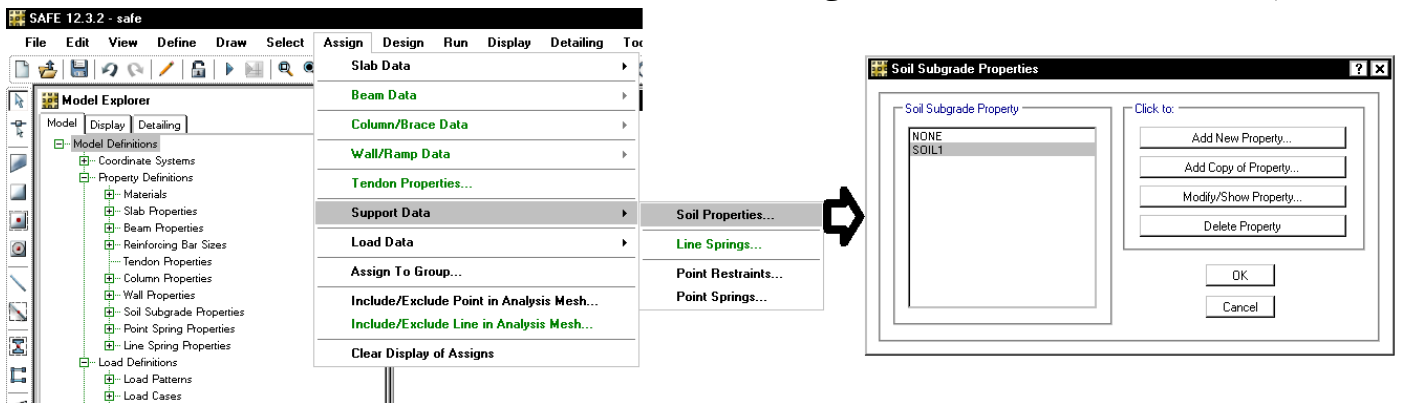 SAFE 12.3.2 - safe
File Edit View Define Draw Select Assign Design Run Display Detailing
Model Explorer
Model Display Detailing
Model Definitions
Coordinate Systems
Property Definitions
Materials
Slab Properties
Beam Properties
Reinforcing Bar Sizes
Tendon Properties
Column Properties
Wall Properties
Soil Subgrade Properties
Point Spring Properties
Line Spring Properties
Load Definitions
Load Patterns
Load Cases
Slab Data
Beam Data
Column/Brace Data
Wall/Ramp Data
Tendon Properties...
Support Data
Load Data
Assign To Group...
Include/Exclude Point in Analysis Mesh...
Include/Exclude Line in Analysis Mesh...
Clear Display of Assigns
Soil Properties...
Line Springs...
Point Restraints...
Point Springs...
Soil Subgrade Properties
Soil Subgrade Property
NONE
SOIL1
Click to:
Add New Property...
Add Copy of Property...
Modify/Show Property...
Delete Property
OK
Cancel